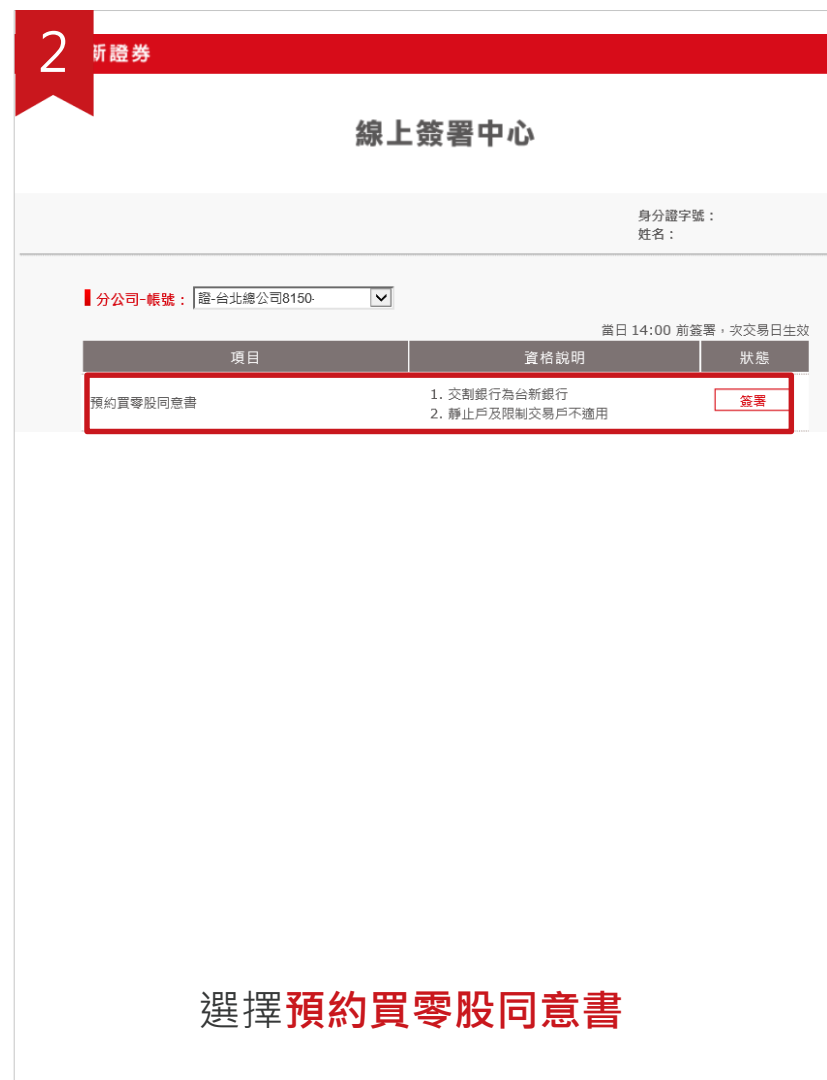 2
新證券
線上簽署中心
身分證字號：
姓名：
分公司-帳號： 證-台北總公司8150-
當日 14:00 前簽署，次交易日生效
項目 資格說明 狀態
預約買零股同意書
1. 交割銀行為台新銀行
2. 靜止戶及限制交易戶不適用
簽署
選擇預約買零股同意書